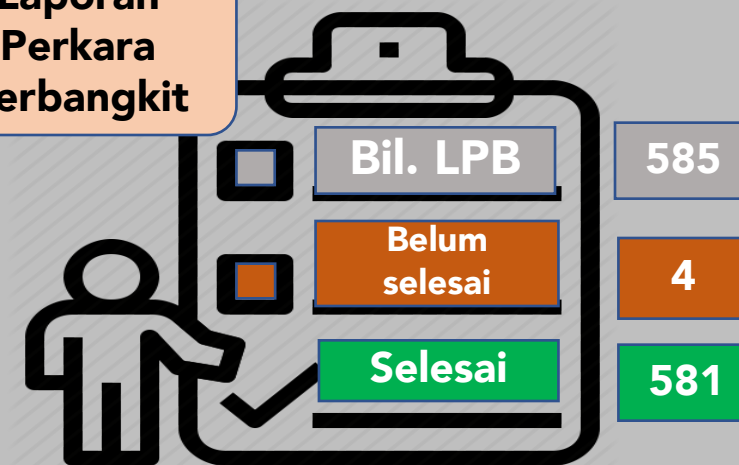 Laporan
Perkara
erbangkit
Bil. LPB 585
Belum
selesai 4
Selesai 581